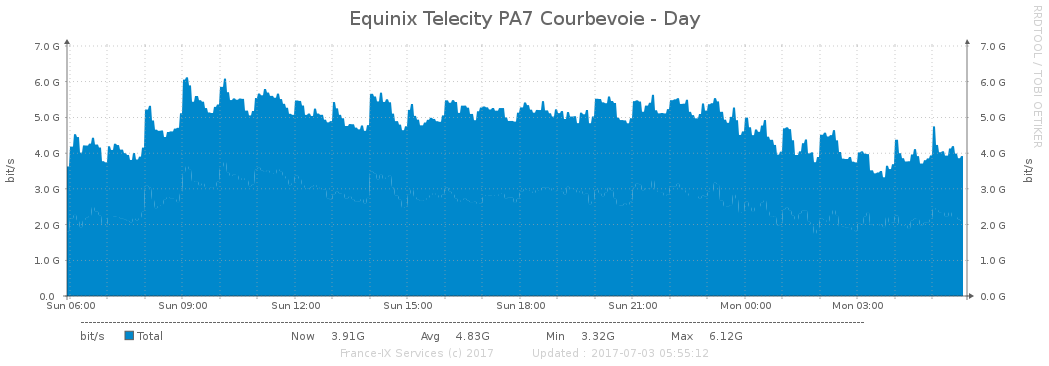 Equinix Telecity PA7 Courbevoie - Day
RRDTOOL / TOBI OETIKER
7.0 G 7.0 G
6.0 G 6.0 G
5.0 G 5.0 G
4.0 G 4.0 G
3.0 G 3.0 G
2.0 G 2.0 G
1.0 G 1.0 G
0.0 0.0 G
bit/s
bit/s
Sun 06:00 Sun 09:00 Sun 12:00 Sun 15:00 Sun 18:00 Sun 21:00 Mon 00:00 Mon 03:00
bit/s Total Now 3.91G Avg 4.83G Min 3.32G Max 6.12G
France-IX Services (c) 2017 Updated : 2017-07-03 05:55:12